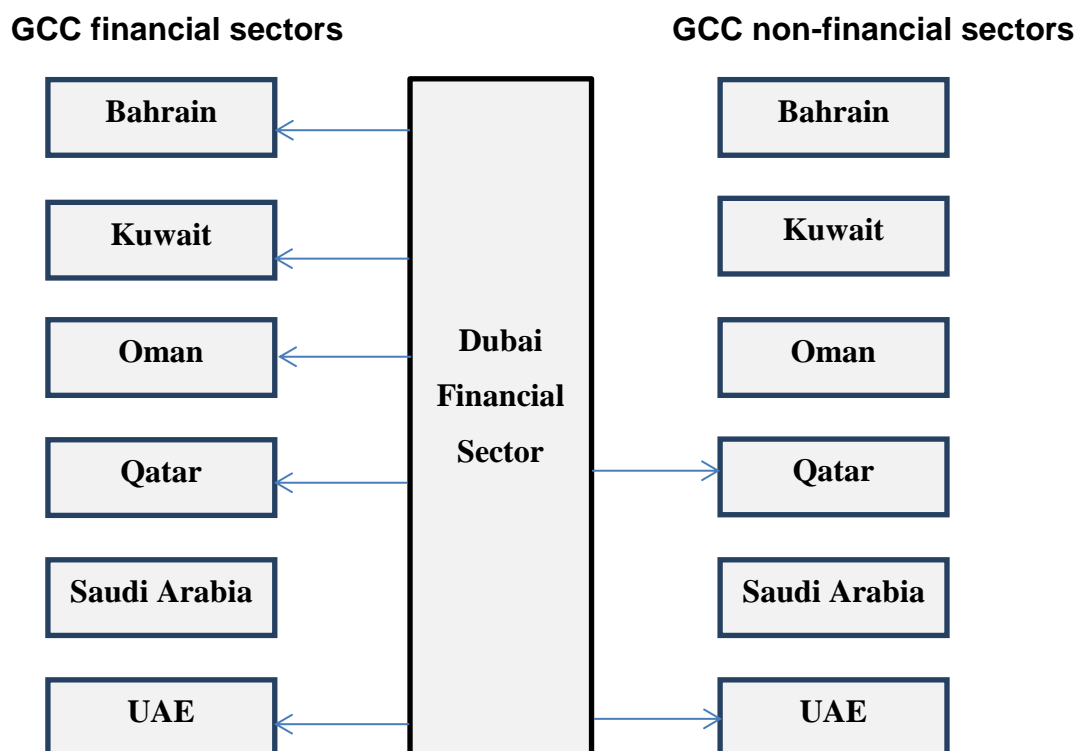 GCC financial sectors
GCC non-financial sectors
Bahrain
Kuwait
Oman
Qatar
Saudi Arabia
UAE
Dubai
Financial
Sector
Bahrain
Kuwait
Oman
Qatar
Saudi Arabia
UAE